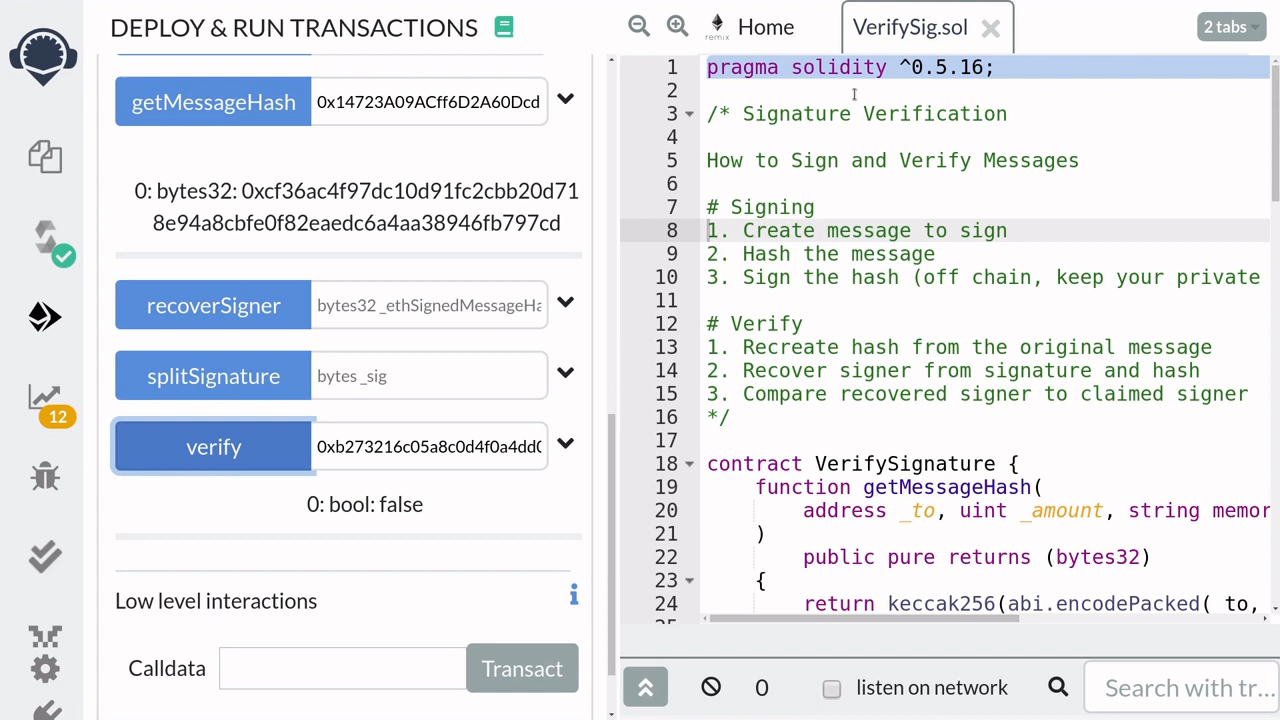 DEPLOY & RUN TRANSACTIONS
getMessageHash 0x14723A09ACff6D2A60Dcd
0: bytes32: 0xcf36ac4f97dc10d91fc2cbb20d71
8e94a8cbfe0f82eaedc6a4aa38946fb797cd
recoverSigner bytes32 _ethSignedMessageHa
splitSignature bytes _sig
verify 0xb273216c05a8c0d4f0a4dd0
0: bool: false
Low level interactions
Calldata
Transact
12
remix
Home
VerifySig.sol
2 tabs
1 pragma solidity ^0.5.16;
2
3 /* Signature Verification
4
5 How to Sign and Verify Messages
6
7 # Signing
8 1. Create message to sign
9 2. Hash the message
10 3. Sign the hash (off chain, keep your private
11
12 # Verify
13 1. Recreate hash from the original message
14 2. Recover signer from signature and hash
15 3. Compare recovered signer to claimed signer
16 */
17
18 contract VerifySignature {
19 function getMessageHash(
20 address _to, uint _amount, string memor
21 )
22 public pure returns (bytes32)
23 {
24 return keccak256(abi.encodePacked( to,
0
listen on network
Search with tr...